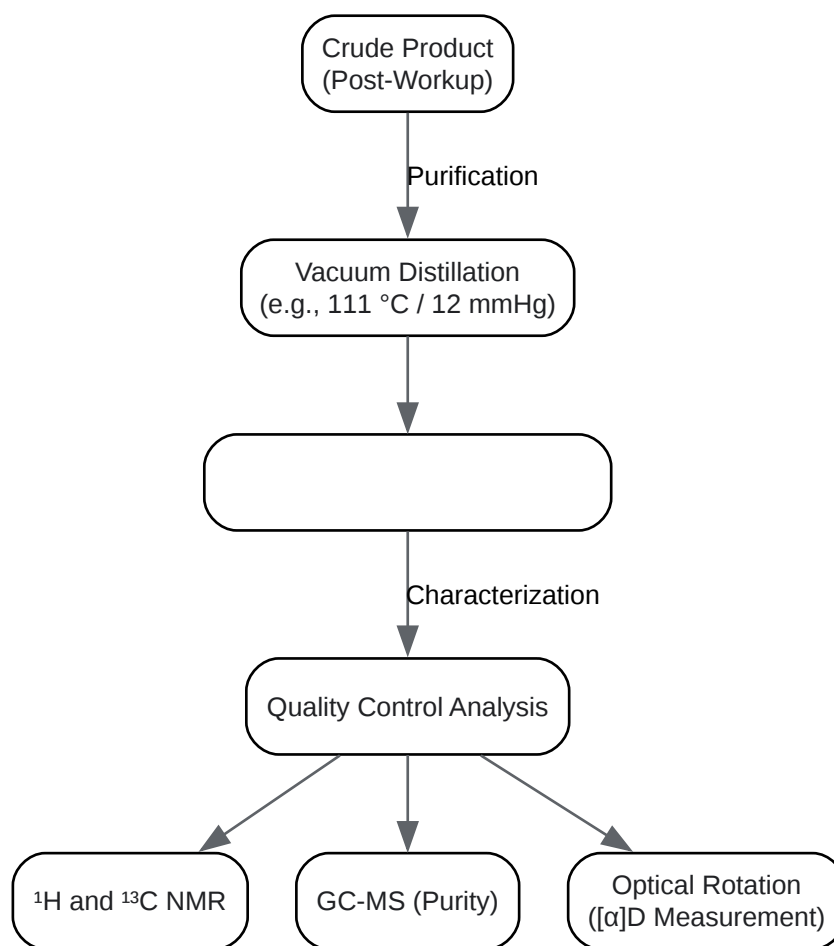 Crude Product
(Post-Workup)
Purification
Vacuum Distillation
(e.g., 111 °C / 12 mmHg)
Characterization
Quality Control Analysis
¹H and ¹³C NMR
GC-MS (Purity)
Optical Rotation
([α]D Measurement)